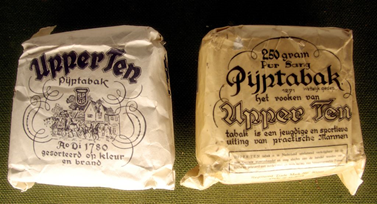 Upper Ten
Pijptabak
Ao Di 1780
gesorteerd op kleur
en brand
250 gram
Pijptabak
het rooken van
Upper Ten
tabak is een jeugdige en sportieve
uiting van practische Mannen